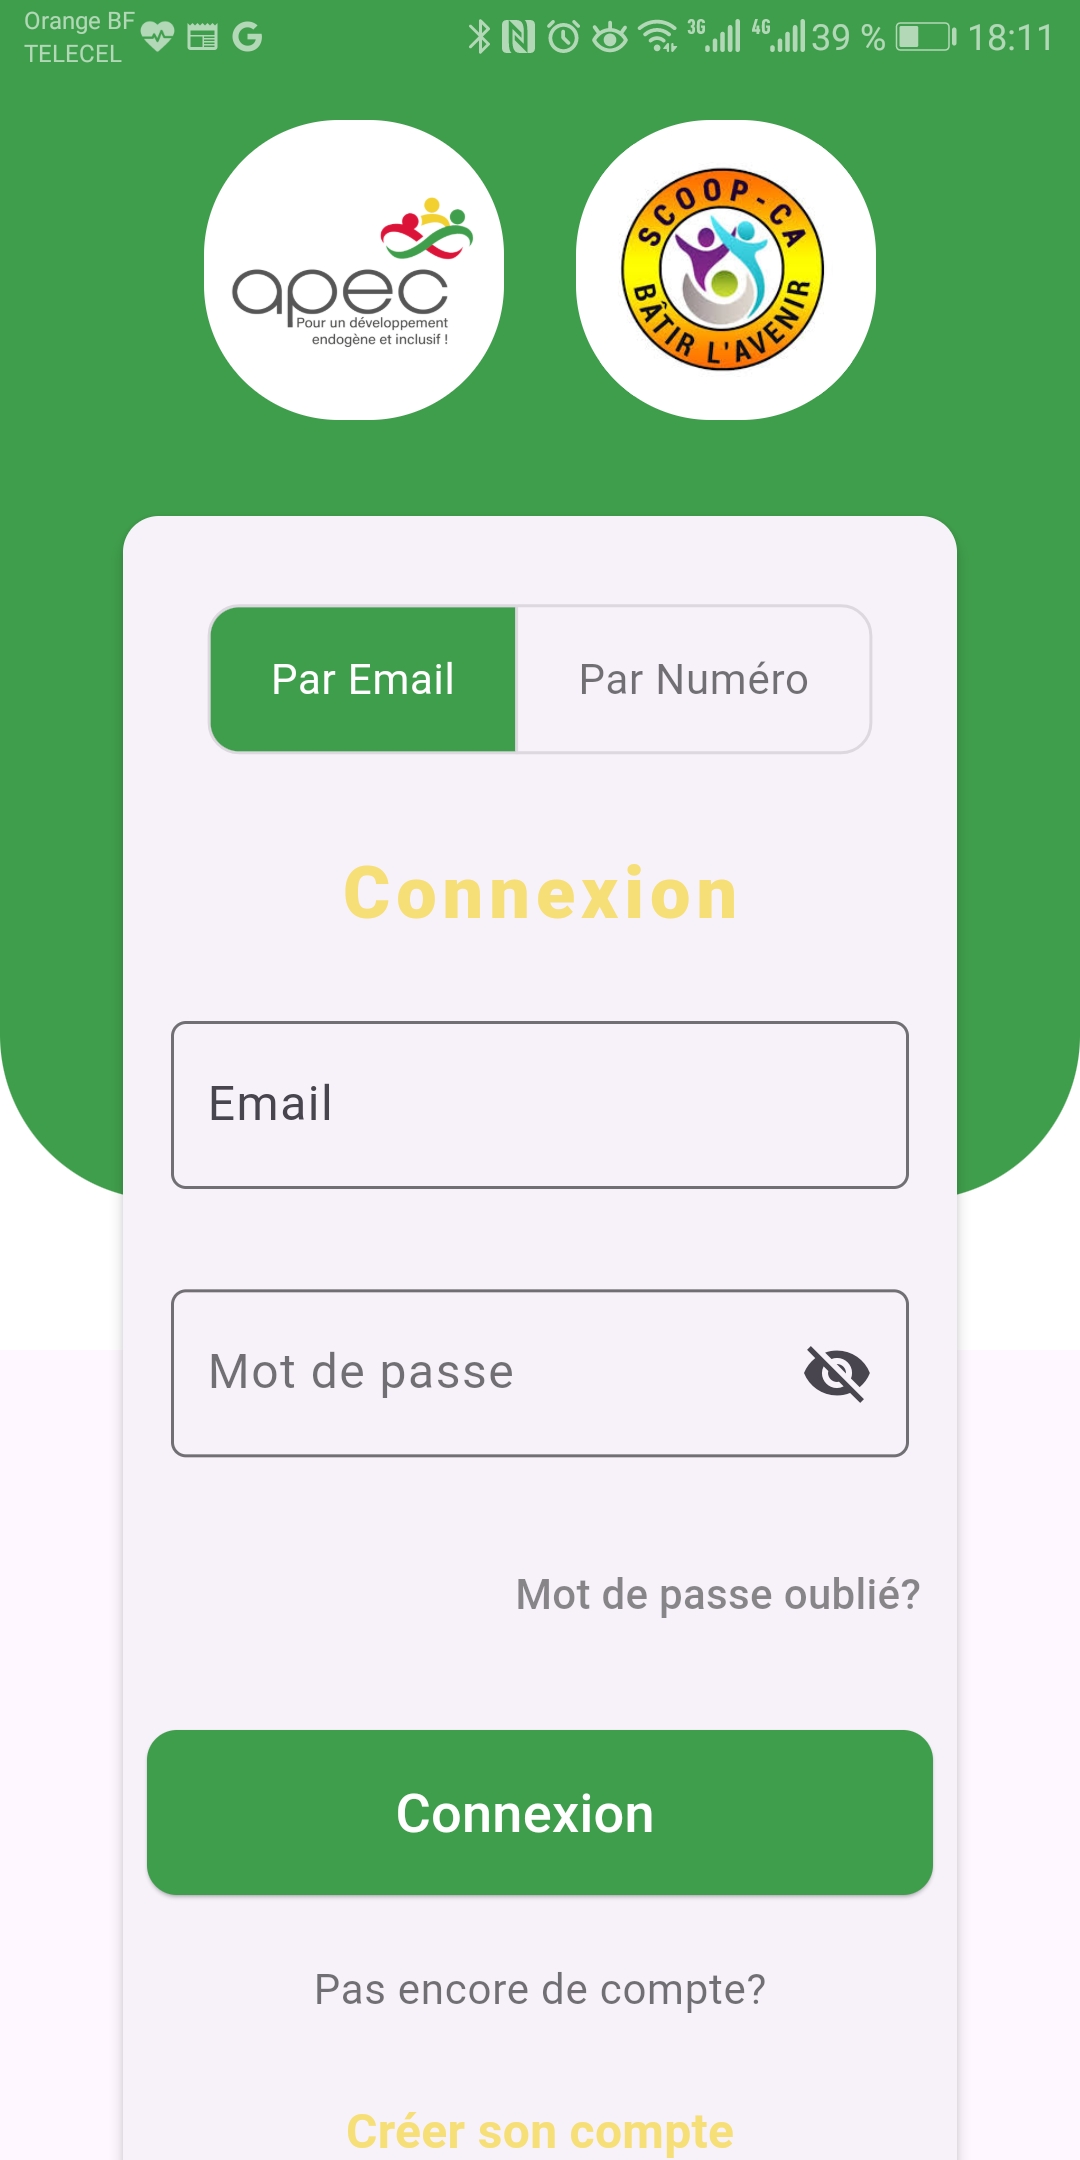 Orange BF
TELECEL
3G 4G 39 % 18:11
apec
Pour un développement
endogène et inclusif !
SCOOP-CA
BÂTIR L'AVENIR
Par Email
Par Numéro
Connexion
Email
Mot de passe
Mot de passe oublié?
Connexion
Pas encore de compte?
Créer son compte